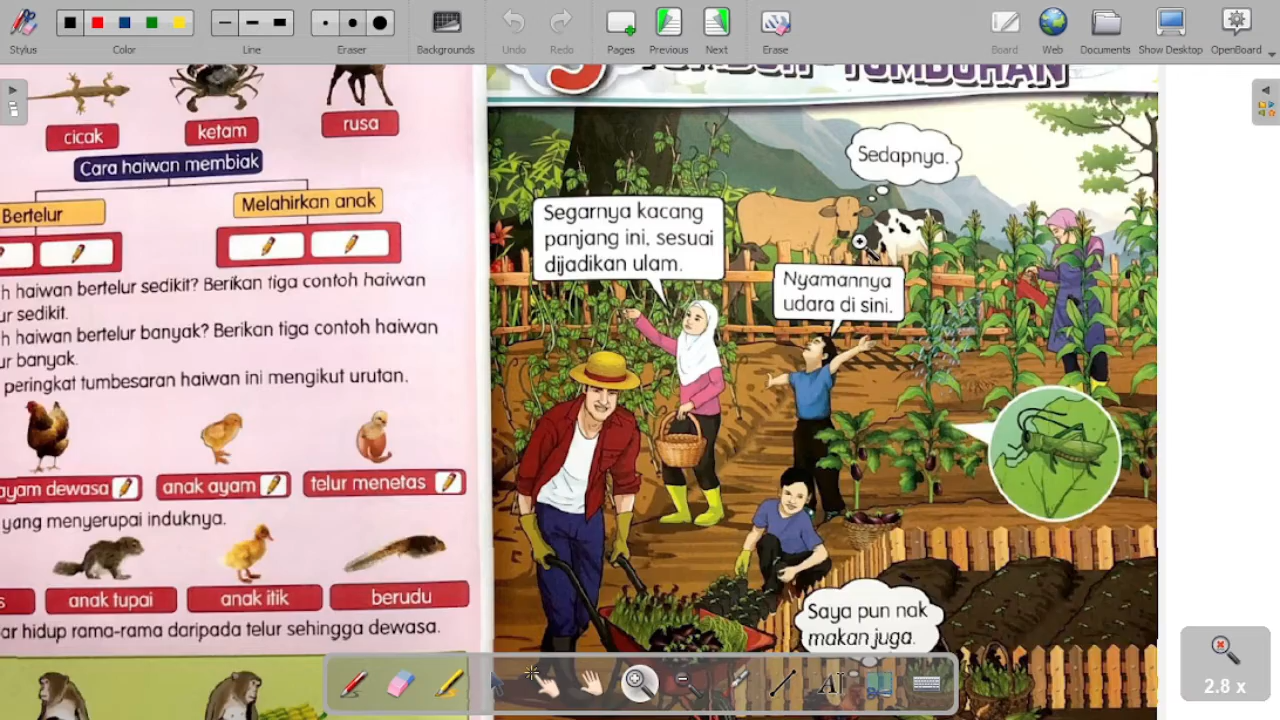 Stylus
Color
Line
Eraser
Backgrounds
Undo
Redo
Pages
Previous
Next
Erase
Board
Web
Documents
Show Desktop
OpenBoard
cicak
ketam
rusa
Cara haiwan membiak
Bertelur
Melahirkan anak
h haiwan bertelur sedikit? Berikan tiga contoh haiwan
ur sedikit.
h haiwan bertelur banyak? Berikan tiga contoh haiwan
ur banyak.
peringkat tumbesaran haiwan ini mengikut urutan.
ayam dewasa
anak ayam
telur menetas
yang menyerupai induknya.
s
anak tupai
anak itik
berudu
ar hidup rama-rama daripada telur sehingga dewasa.
TUMBUH-TUMBUHAN
Sedapnya.
Segarnya kacang
panjang ini, sesuai
dijadikan ulam.
Nyamannya
udara di sini.
Saya pun nak
makan juga.
2.8 x